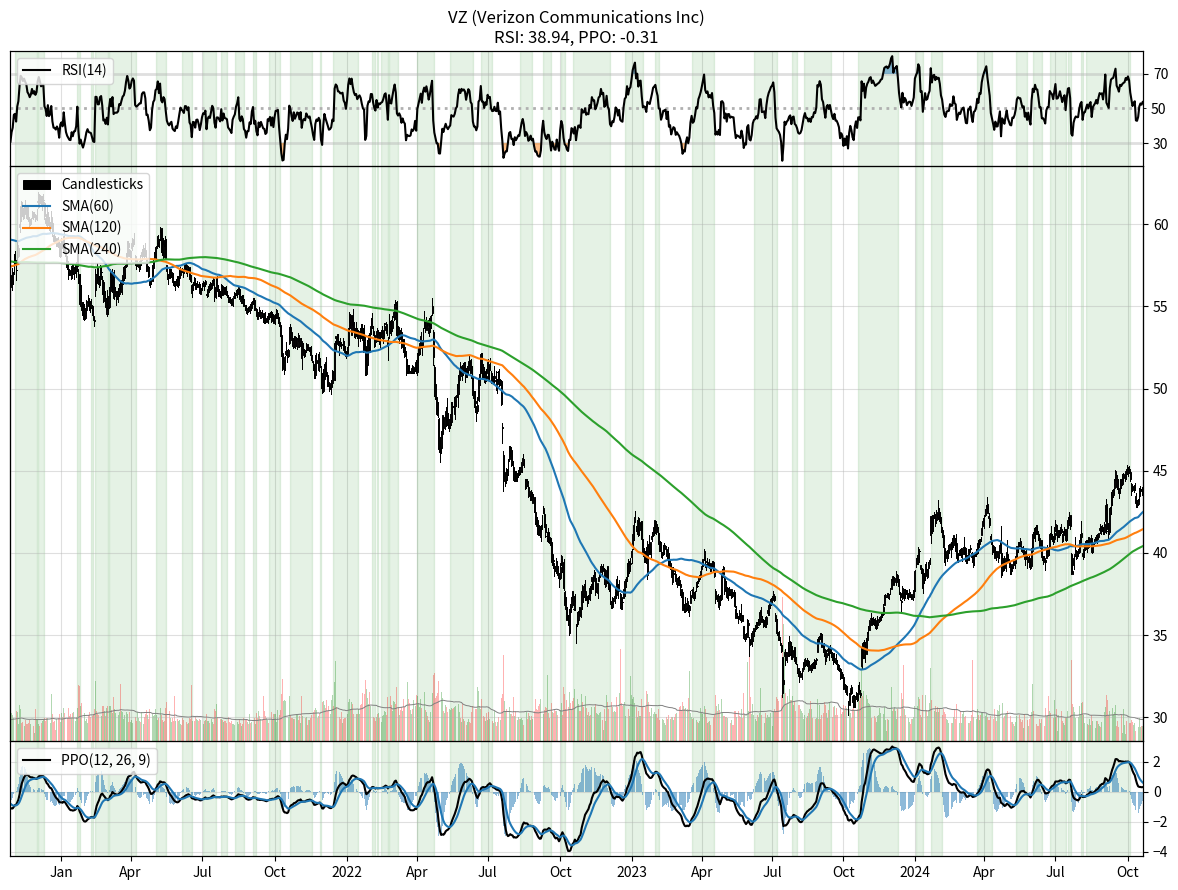 VZ (Verizon Communications Inc)
RSI: 38.94, PPO: -0.31
RSI(14)
70
50
30
Candlesticks
SMA(60)
SMA(120)
SMA(240)
60
55
50
45
40
35
30
PPO(12, 26, 9)
2
0
−2
−4
Jan Apr Jul Oct 2022 Apr Jul Oct 2023 Apr Jul Oct 2024 Apr Jul Oct